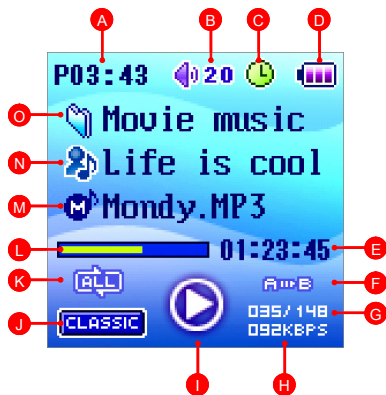 A B C D
P03:43 20
O Movie music
N Life is cool
M Mondy.MP3
L 01:23:45 E
K ALL A B F
035/148 G
J CLASSIC 092KBPS
I H